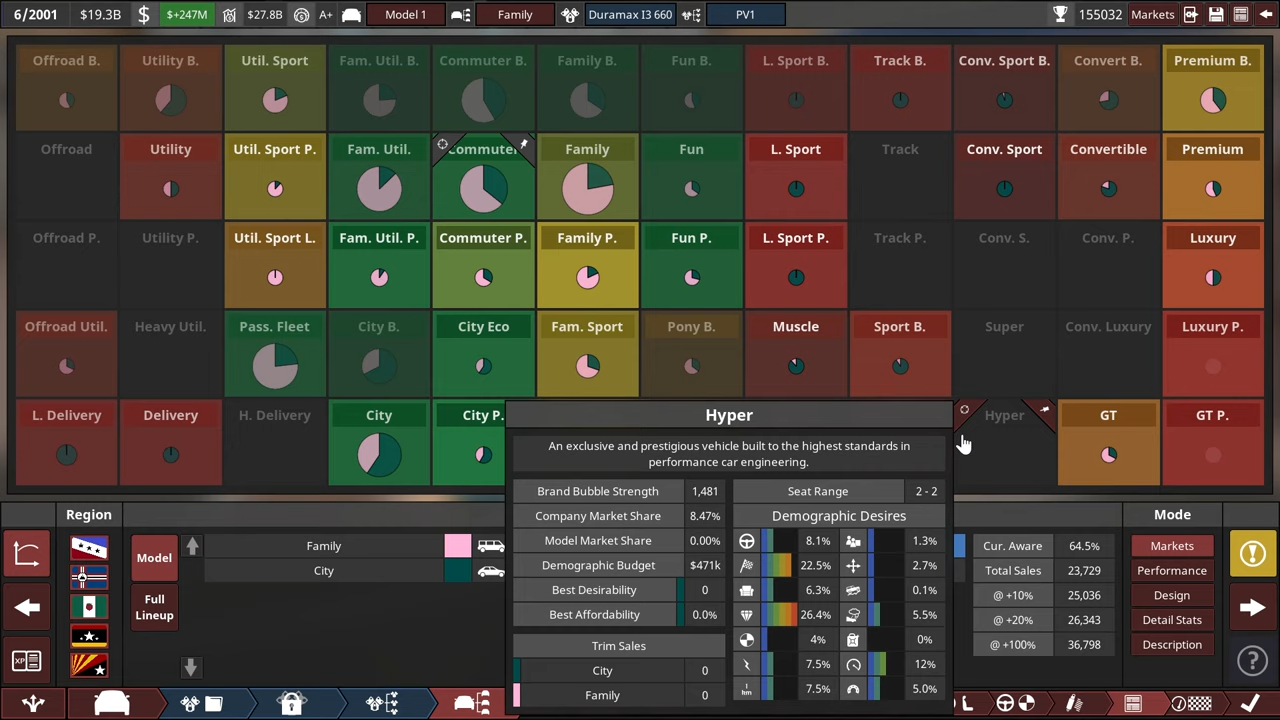 6/2001 $19.3B $ $+247M $27.8B A+ Model 1 Family Duramax I3 660 PV1 155032 Markets
Offroad B. Utility B. Util. Sport Fam. Util. B. Commuter B. Family B. Fun B. L. Sport B. Track B. Conv. Sport B. Convert B. Premium B.
Offroad Utility Util. Sport P. Fam. Util. Commuter Family Fun L. Sport Track Conv. Sport Convertible Premium
Offroad P. Utility P. Util. Sport L. Fam. Util. P. Commuter P. Family P. Fun P. L. Sport P. Track P. Conv. S. Conv. P. Luxury
Offroad Util. Heavy Util. Pass. Fleet City B. City Eco Fam. Sport Pony B. Muscle Sport B. Super Conv. Luxury Luxury P.
L. Delivery Delivery H. Delivery City City P. Hyper GT GT P.
Hyper
An exclusive and prestigious vehicle built to the highest standards in
performance car engineering.
Brand Bubble Strength 1,481 Seat Range 2 - 2
Company Market Share 8.47% Demographic Desires
Model Market Share 0.00% 8.1% 1.3%
Demographic Budget $471k 22.5% 2.7%
Best Desirability 0 6.3% 0.1%
Best Affordability 0.0% 26.4% 5.5%
Trim Sales 4% 0%
City 0 7.5% 12%
Family 0 7.5% 5.0%
Region
Model
Full
Lineup
Family
City
XP
Cur. Aware 64.5%
Total Sales 23,729
@ +10% 25,036
@ +20% 26,343
@ +100% 36,798
Mode
Markets
Performance
Design
Detail Stats
Description